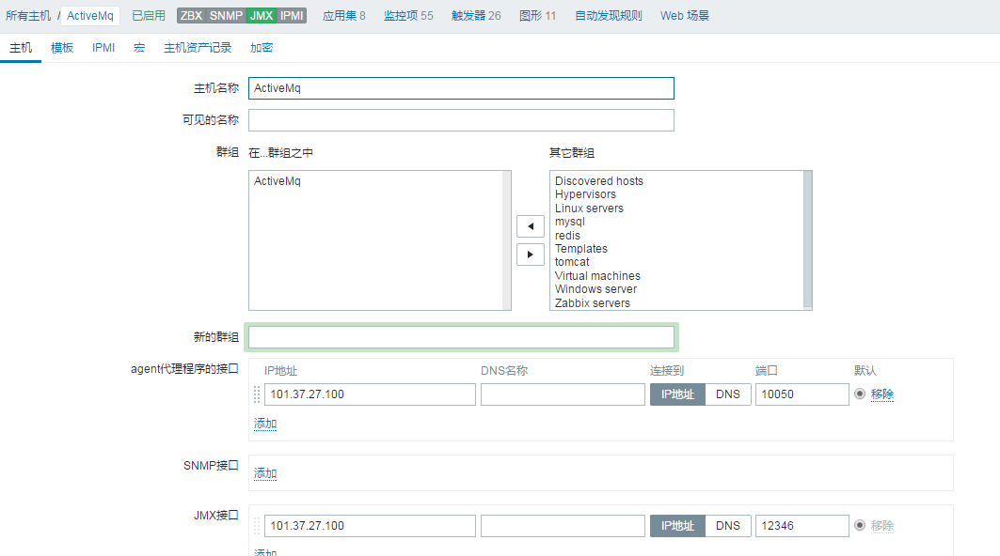 所有主机 / ActiveMq 已启用 ZBX SNMP JMX IPMI 应用集 8 监控项 55 触发器 26 图形 11 自动发现规则 Web 场景
主机 模板 IPMI 宏 主机资产记录 加密
主机名称 ActiveMq
可见的名称
群组 在...群组之中 其它群组
ActiveMq Discovered hosts
Hypervisors
Linux servers
mysql
redis
Templates
tomcat
Virtual machines
Windows server
Zabbix servers
新的群组
agent代理程序的接口 IP地址 DNS名称 连接到 端口 默认
101.37.27.100 IP地址 DNS 10050 移除
添加
SNMP接口 添加
JMX接口 101.37.27.100 IP地址 DNS 12346 移除
添加